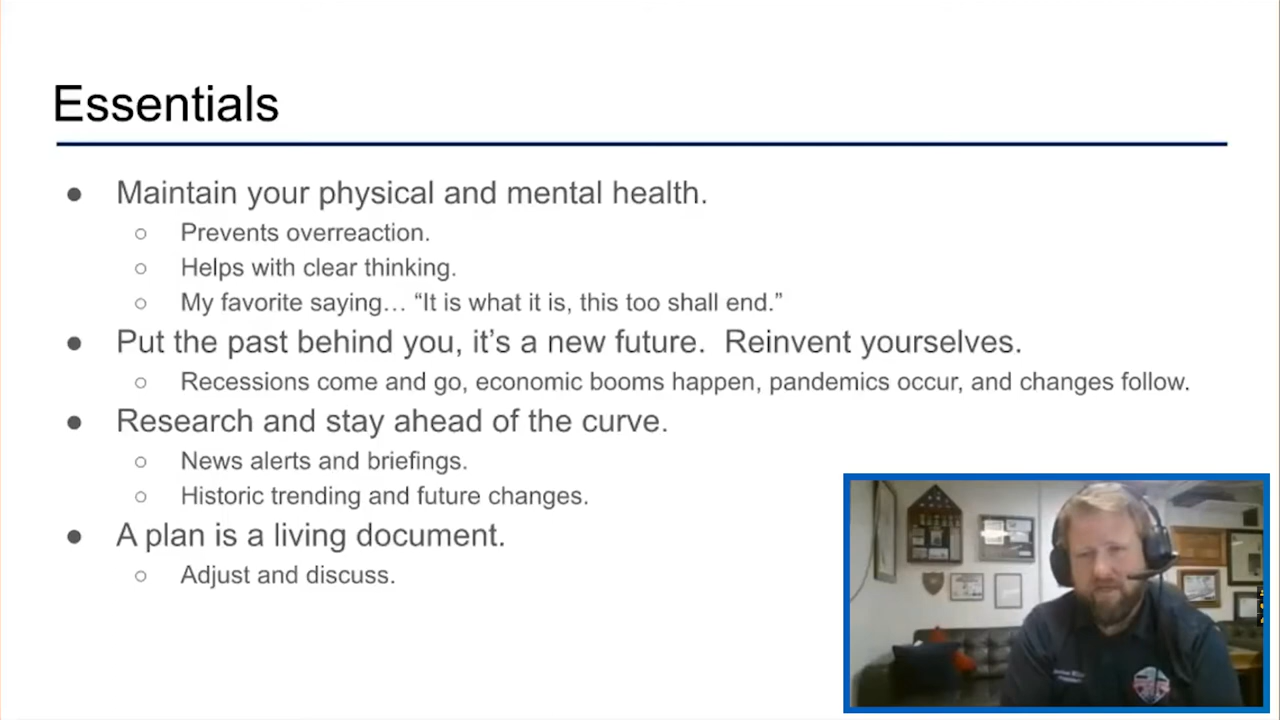 Essentials
● Maintain your physical and mental health.
○ Prevents overreaction.
○ Helps with clear thinking.
○ My favorite saying… “It is what it is, this too shall end.”
● Put the past behind you, it’s a new future.  Reinvent yourselves.
○ Recessions come and go, economic booms happen, pandemics occur, and changes follow.
● Research and stay ahead of the curve.
○ News alerts and briefings.
○ Historic trending and future changes.
● A plan is a living document.
○ Adjust and discuss.